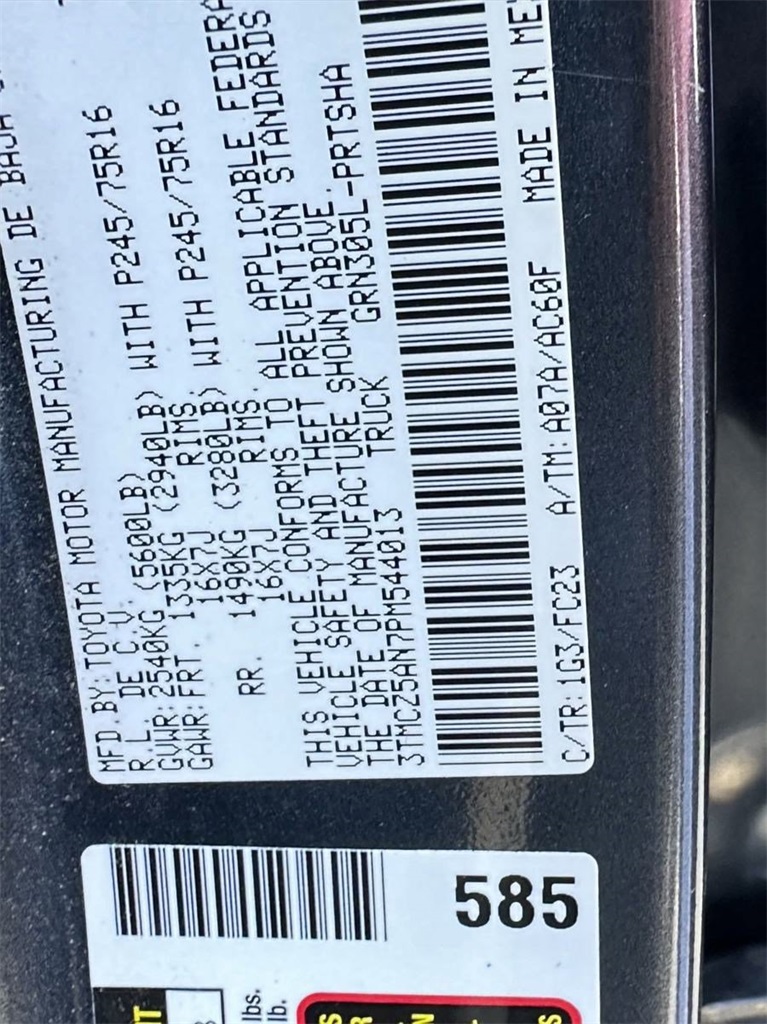 MFD.BY:TOYOTA MOTOR MANUFACTURING DE BAJA
R.L. DE C.V.
GVWR:2540KG (5600LB)
GAWR:FRT. 1335KG (2940LB) WITH P245/75R16
16X7J RIMS,
RR. 1490KG (3280LB) WITH P245/75R16
16X7J RIMS.
THIS VEHICLE CONFORMS TO ALL APPLICABLE FEDERA
VEHICLE SAFETY AND THEFT PREVENTION STANDARDS
THE DATE OF MANUFACTURE SHOWN ABOVE.
3TMCZ5AN7PM544013 TRUCK GRN305L-PRTSHA
C/TR:1G3/FC23 A/TM:A07A/AC60F MADE IN MEX
585
lbs.
lb.